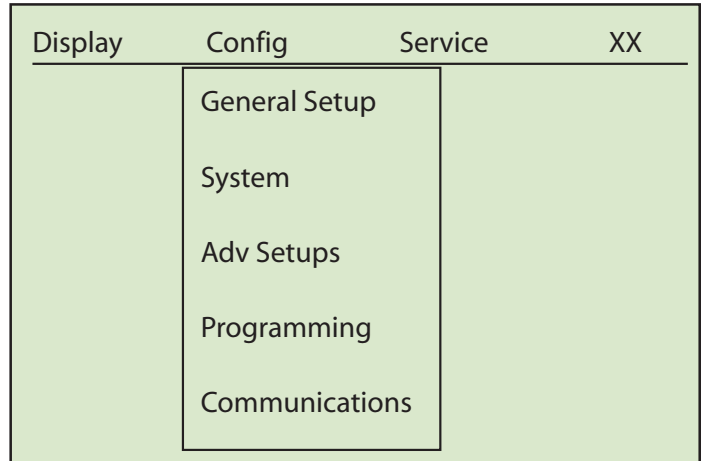 Display Config Service XX
General Setup
System
Adv Setups
Programming
Communications